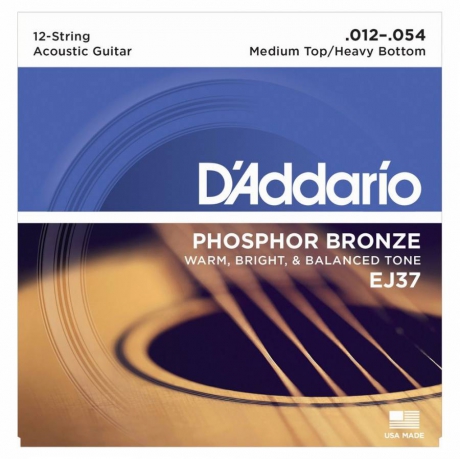 12-String
Acoustic Guitar
.012–.054
Medium Top/Heavy Bottom
D'Addario
PHOSPHOR BRONZE
WARM, BRIGHT, & BALANCED TONE
EJ37
USA MADE